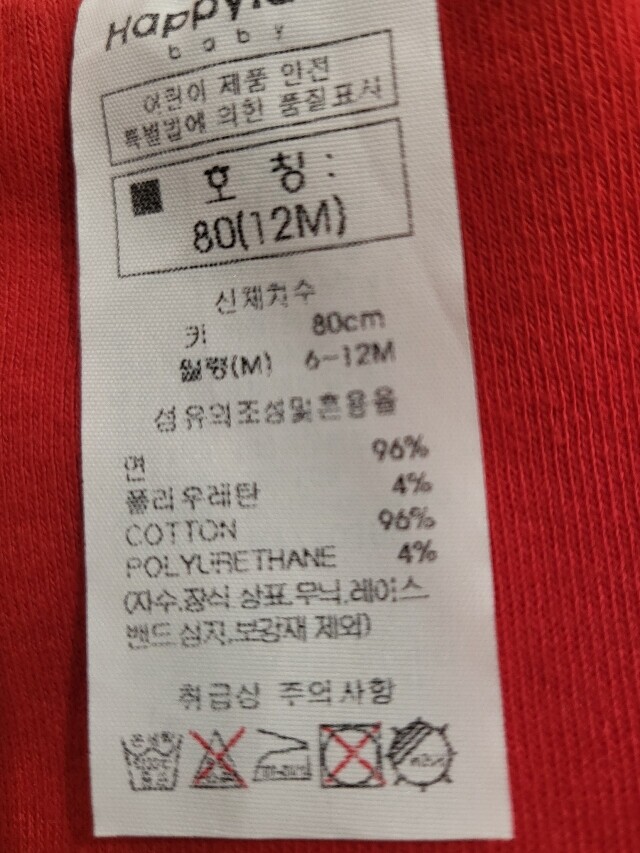 baby
어린이 제품 안전
특별법에 의한 품질표시
호 칭 :
80(12M)
신체치수
키 80cm
월령(M) 6-12M
섬유의조성및혼용율
면 96%
폴리우레탄 4%
COTTON 96%
POLYURETHANE 4%
(자수.장식.상표.무늬.레이스
밴드심지.보강재 제외)
취급상 주의사항